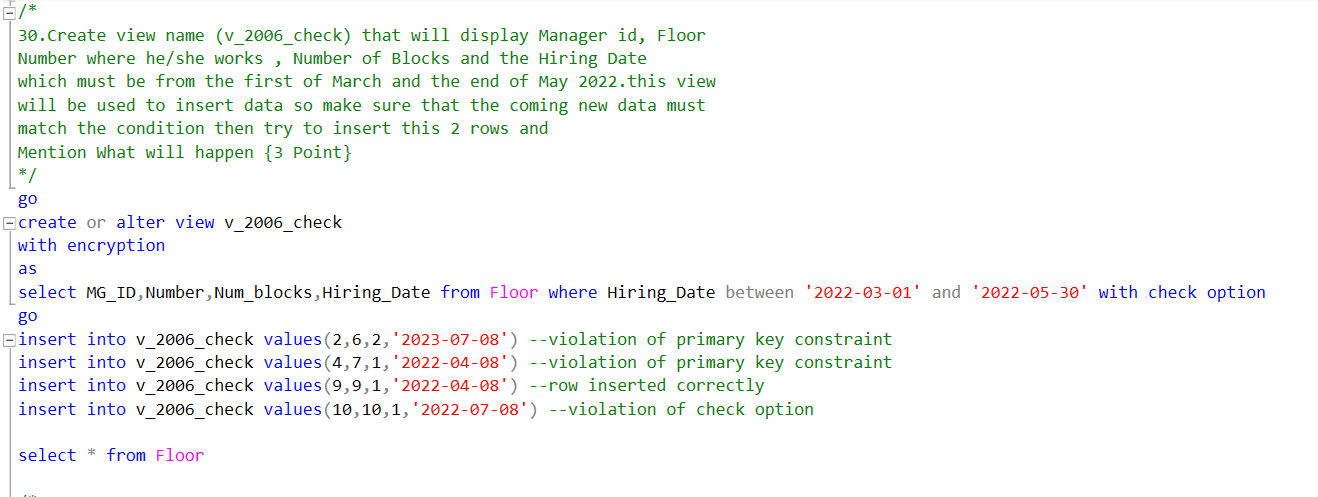 /*
30.Create view name (v_2006_check) that will display Manager id, Floor
Number where he/she works , Number of Blocks and the Hiring Date
which must be from the first of March and the end of May 2022.this view
will be used to insert data so make sure that the coming new data must
match the condition then try to insert this 2 rows and
Mention What will happen {3 Point}
*/
go
create or alter view v_2006_check
with encryption
as
select MG_ID,Number,Num_blocks,Hiring_Date from Floor where Hiring_Date between '2022-03-01' and '2022-05-30' with check option
go
insert into v_2006_check values(2,6,2,'2023-07-08') --violation of primary key constraint
insert into v_2006_check values(4,7,1,'2022-04-08') --violation of primary key constraint
insert into v_2006_check values(9,9,1,'2022-04-08') --row inserted correctly
insert into v_2006_check values(10,10,1,'2022-07-08') --violation of check option
select * from Floor